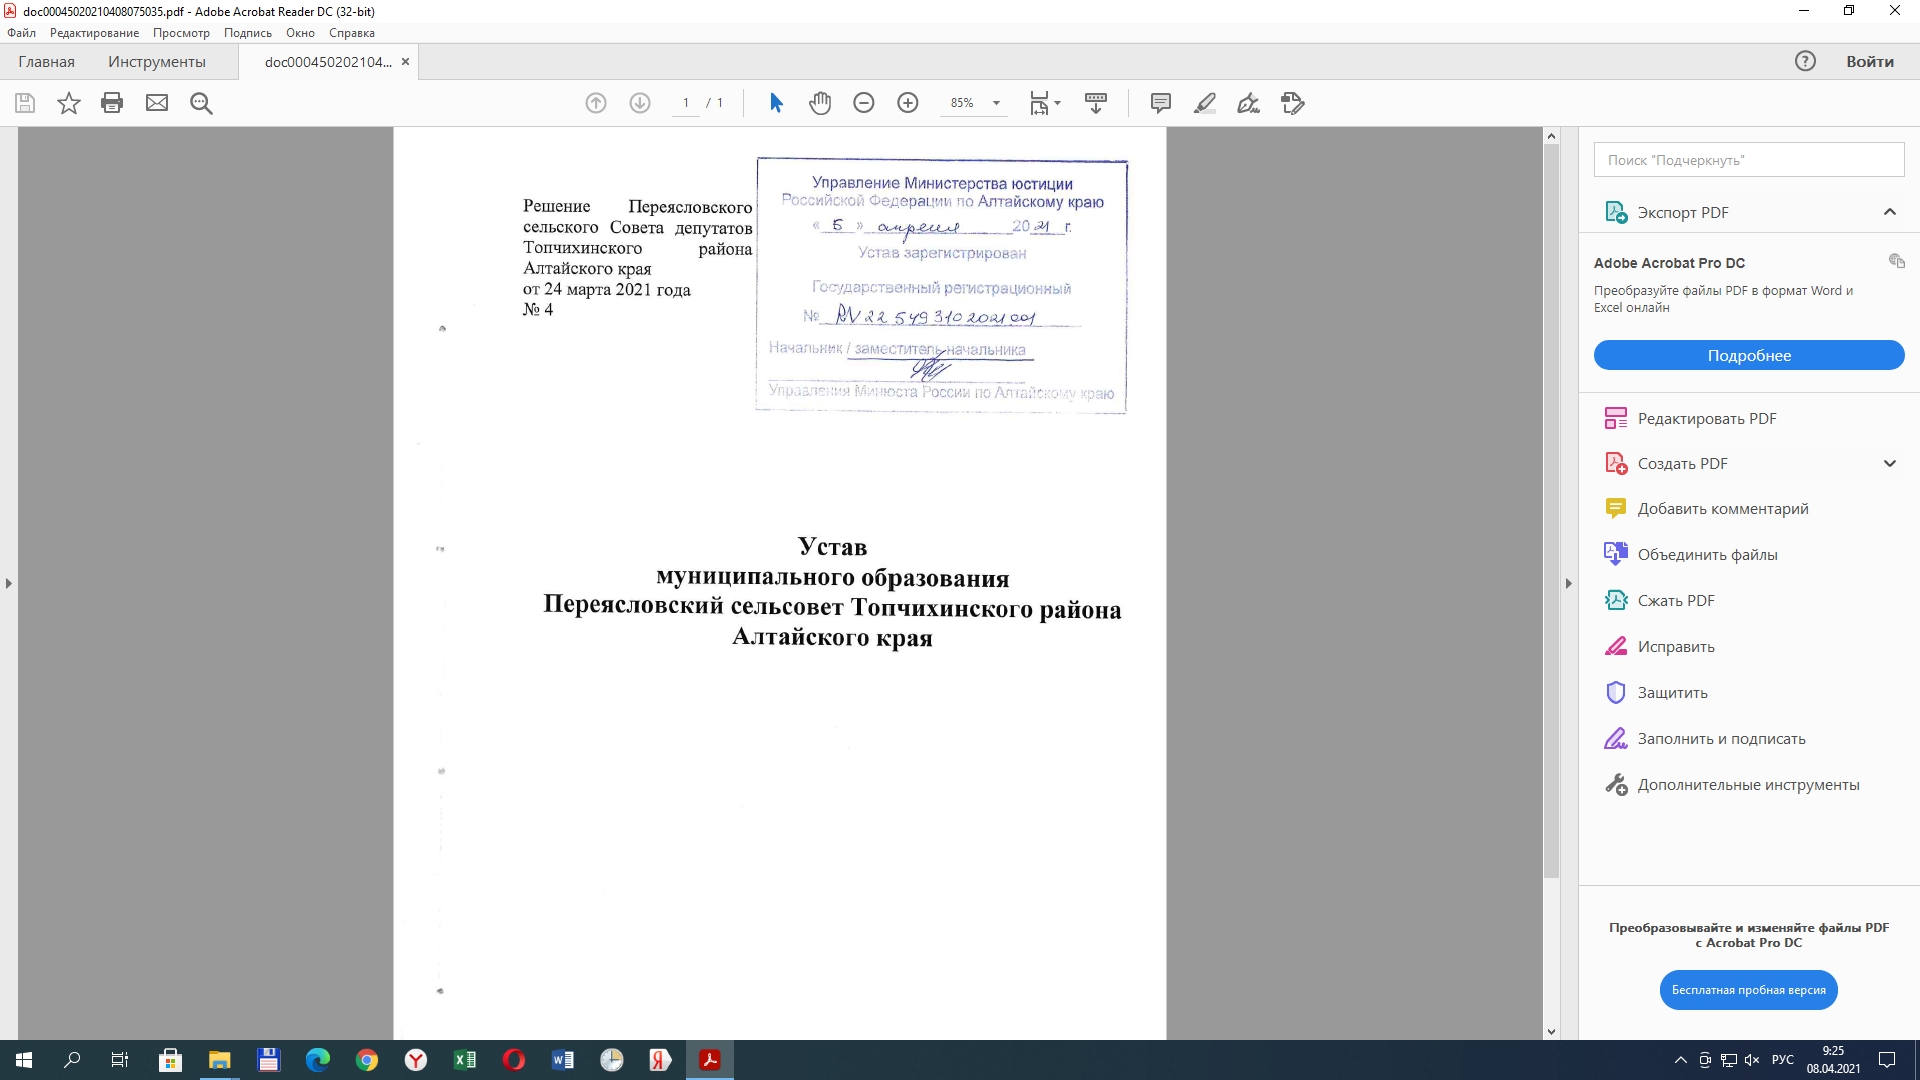 doc00045020210408075035.pdf - Adobe Acrobat Reader DC (32-bit)
Файл Редактирование Просмотр Подпись Окно Справка
Главная Инструменты doc000450202104... × Войти
1 / 1 85%
Решение Переясловского
сельского Совета депутатов
Топчихинского района
Алтайского края
от 24 марта 2021 года
№ 4
Управление Министерства юстиции
Российской Федерации по Алтайскому краю
« 5 » апреля 2021 г.
Устав зарегистрирован
Государственный регистрационный
№ RU 22 549310 2021 001
Начальник / заместитель начальника
Управления Минюста России по Алтайскому краю
Устав
муниципального образования
Переясловский сельсовет Топчихинского района
Алтайского края
Поиск "Подчеркнуть"
Экспорт PDF
Adobe Acrobat Pro DC
Преобразуйте файлы PDF в формат Word и
Excel онлайн
Подробнее
Редактировать PDF
Создать PDF
Добавить комментарий
Объединить файлы
Сжать PDF
Исправить
Защитить
Заполнить и подписать
Дополнительные инструменты
Преобразовывайте и изменяйте файлы PDF
с Acrobat Pro DC
Бесплатная пробная версия
РУС
9:25
08.04.2021